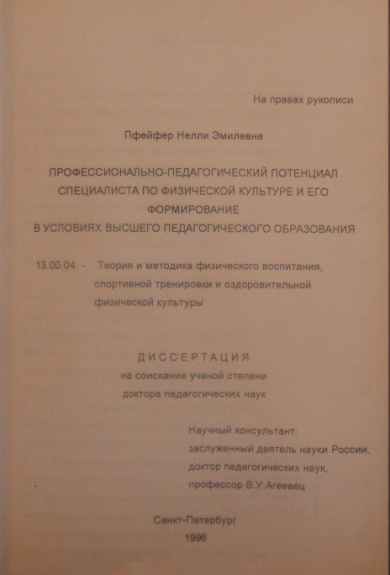 На правах рукописи
Пфейфер Нелли Эмилевна
ПРОФЕССИОНАЛЬНО-ПЕДАГОГИЧЕСКИЙ ПОТЕНЦИАЛ
СПЕЦИАЛИСТА ПО ФИЗИЧЕСКОЙ КУЛЬТУРЕ И ЕГО
ФОРМИРОВАНИЕ
В УСЛОВИЯХ ВЫСШЕГО ПЕДАГОГИЧЕСКОГО ОБРАЗОВАНИЯ
13.00.04. - Теория и методика физического воспитания,
спортивной тренировки и оздоровительной
физической культуры
ДИССЕРТАЦИЯ
на соискание ученой степени
доктора педагогических наук
Научный консультант:
заслуженный деятель науки России,
доктор педагогических наук,
профессор В.У.Агеевец
Санкт-Петербург
1996